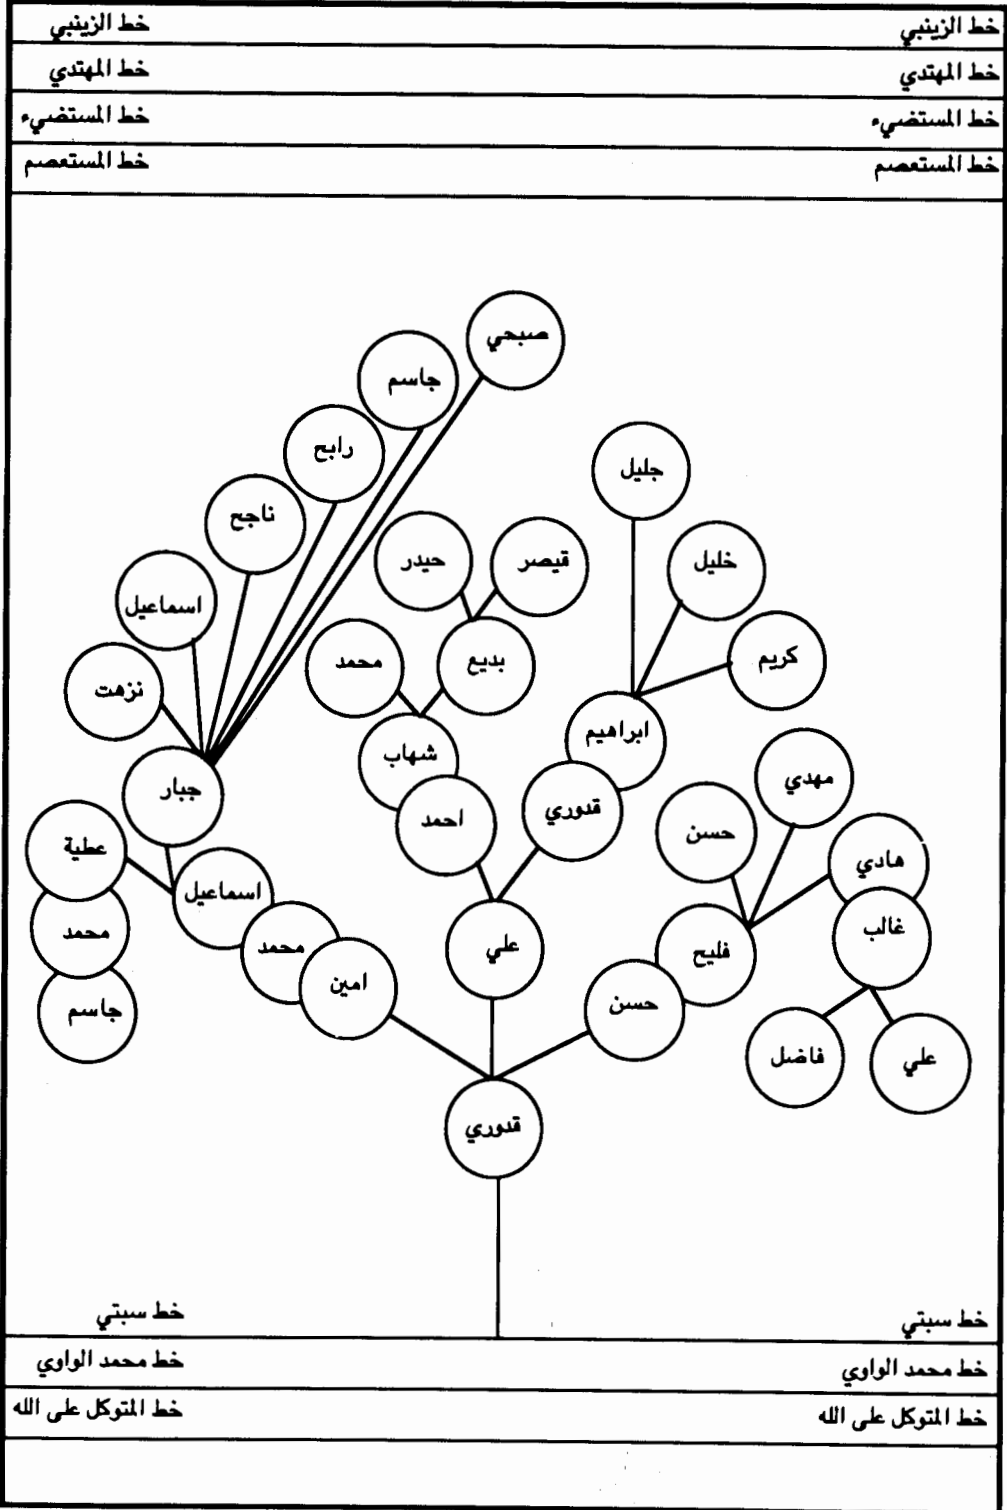 خط الزينبي خط الزينبي
خط المهتدي خط المهتدي
خط المستضيء خط المستضيء
خط المستعصم خط المستعصم
صبحي
جاسم
رابح
جليل
ناجح
خليل
قيصر
حيدر
اسماعيل
كريم
بديع
محمد
نزهت
ابراهيم
شهاب
مهدي
جبار
قدوري
احمد
حسن
عطية
هادي
اسماعيل
غالب
محمد
علي
محمد
فليح
امين
حسن
جاسم
علي
فاضل
قدوري
خط سبتي خط سبتي
خط محمد الواوي خط محمد الواوي
خط المتوكل على الله خط المتوكل على الله